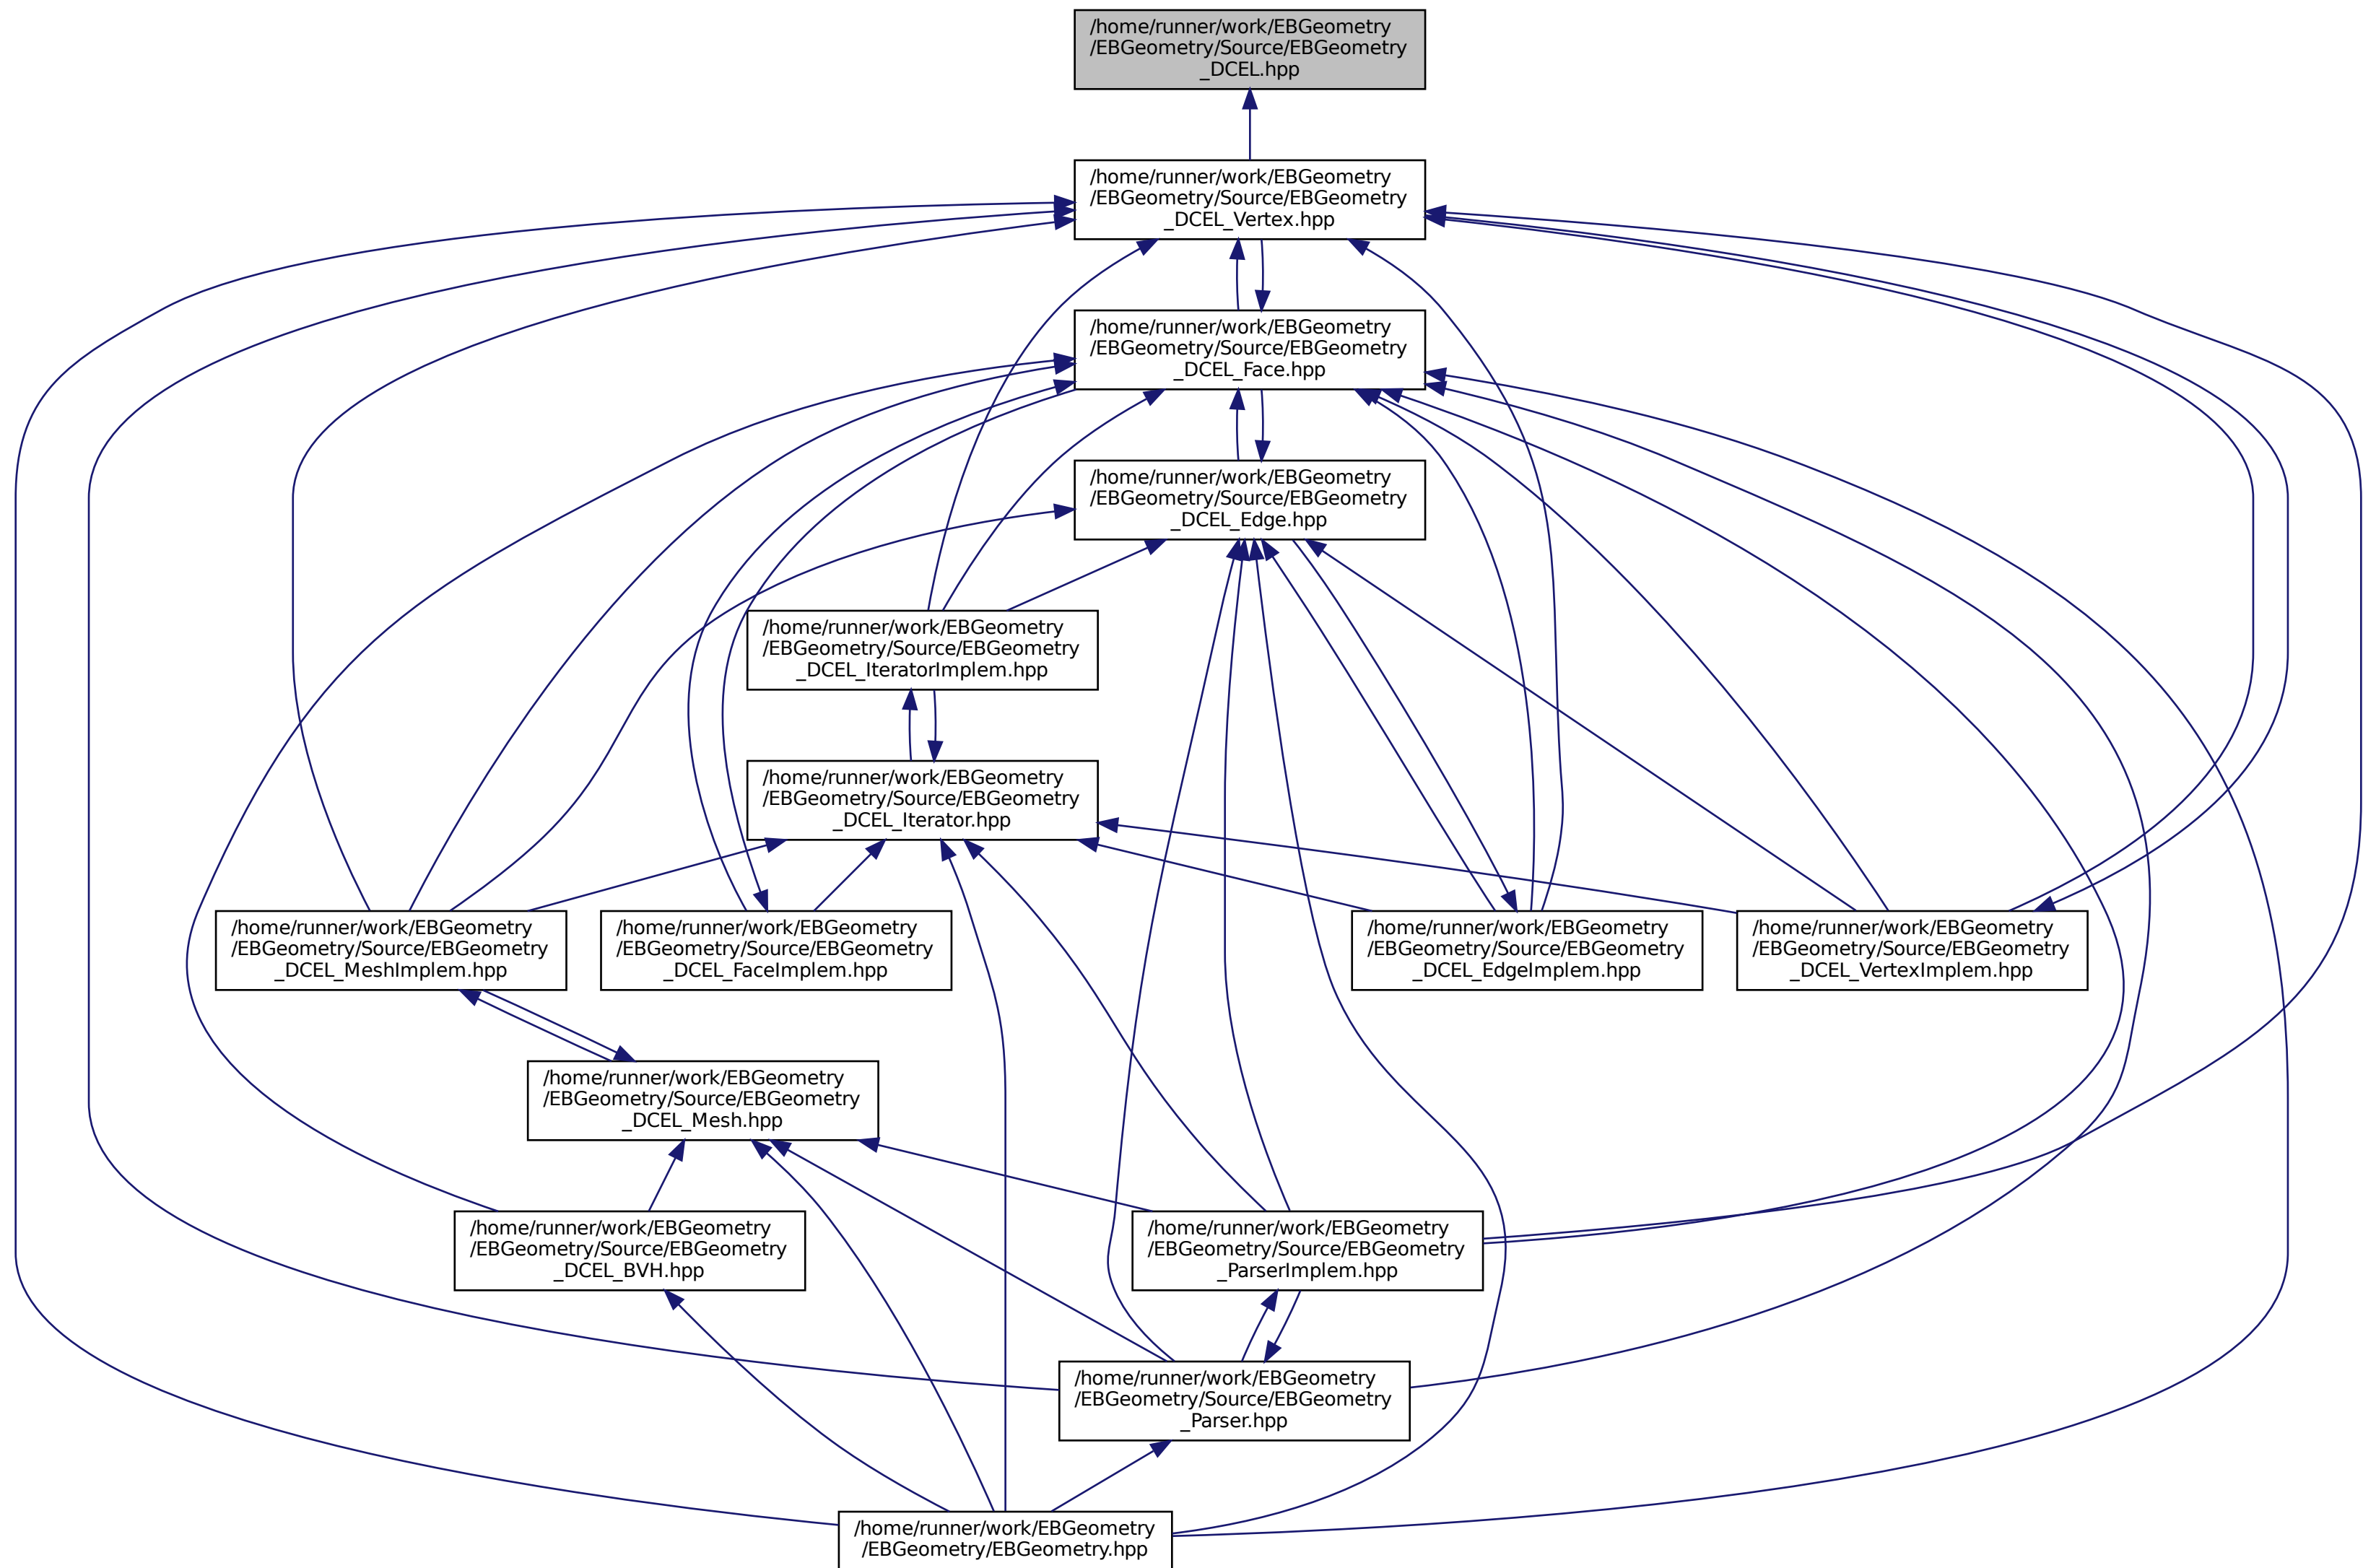 /home/runner/work/EBGeometry
/EBGeometry/Source/EBGeometry
_DCEL.hpp
/home/runner/work/EBGeometry
/EBGeometry/Source/EBGeometry
_DCEL_Vertex.hpp
/home/runner/work/EBGeometry
/EBGeometry/Source/EBGeometry
_DCEL_Face.hpp
/home/runner/work/EBGeometry
/EBGeometry/Source/EBGeometry
_DCEL_Edge.hpp
/home/runner/work/EBGeometry
/EBGeometry/Source/EBGeometry
_DCEL_IteratorImplem.hpp
/home/runner/work/EBGeometry
/EBGeometry/Source/EBGeometry
_DCEL_Iterator.hpp
/home/runner/work/EBGeometry
/EBGeometry/Source/EBGeometry
_DCEL_MeshImplem.hpp
/home/runner/work/EBGeometry
/EBGeometry/Source/EBGeometry
_DCEL_FaceImplem.hpp
/home/runner/work/EBGeometry
/EBGeometry/Source/EBGeometry
_DCEL_EdgeImplem.hpp
/home/runner/work/EBGeometry
/EBGeometry/Source/EBGeometry
_DCEL_VertexImplem.hpp
/home/runner/work/EBGeometry
/EBGeometry/Source/EBGeometry
_DCEL_Mesh.hpp
/home/runner/work/EBGeometry
/EBGeometry/Source/EBGeometry
_DCEL_BVH.hpp
/home/runner/work/EBGeometry
/EBGeometry/Source/EBGeometry
_ParserImplem.hpp
/home/runner/work/EBGeometry
/EBGeometry/Source/EBGeometry
_Parser.hpp
/home/runner/work/EBGeometry
/EBGeometry/EBGeometry.hpp